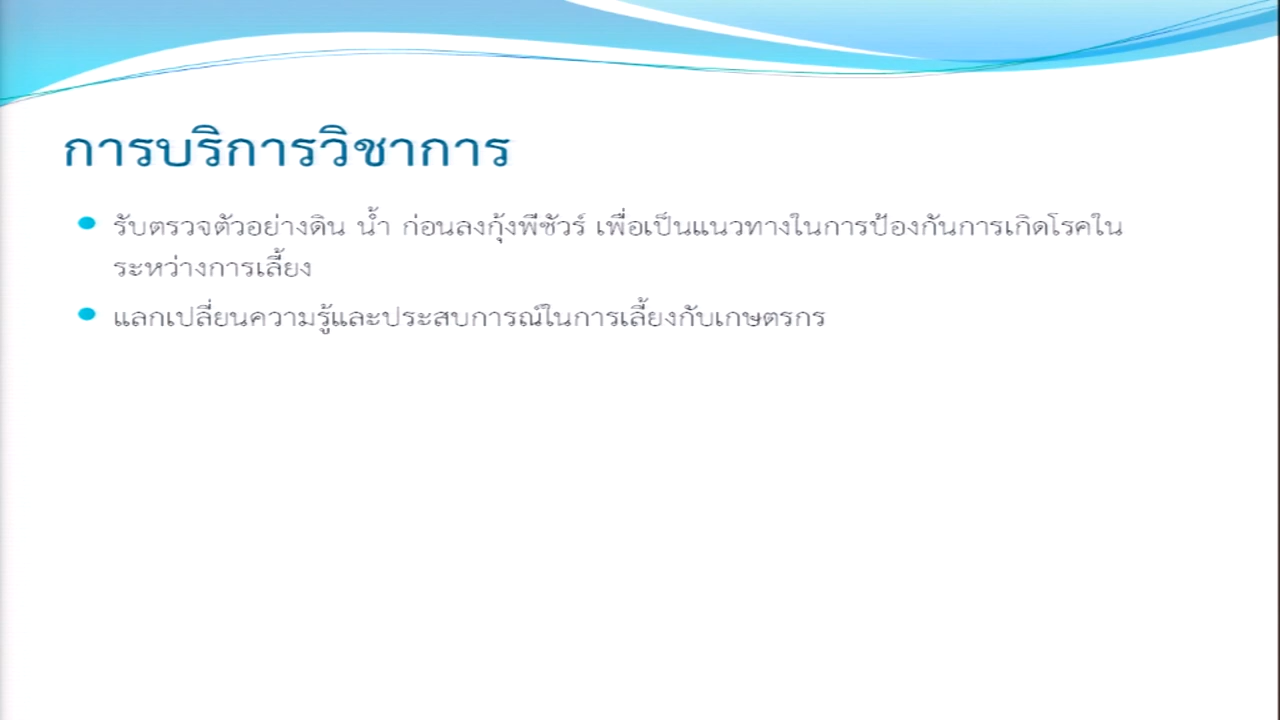 การบริการวิชาการ
รับตรวจตัวอย่างดิน น้ำ ก่อนลงกุ้งพีชัวร์ เพื่อเป็นแนวทางในการป้องกันการเกิดโรคใน
ระหว่างการเลี้ยง
แลกเปลี่ยนความรู้และประสบการณ์ในการเลี้ยงกับเกษตรกร